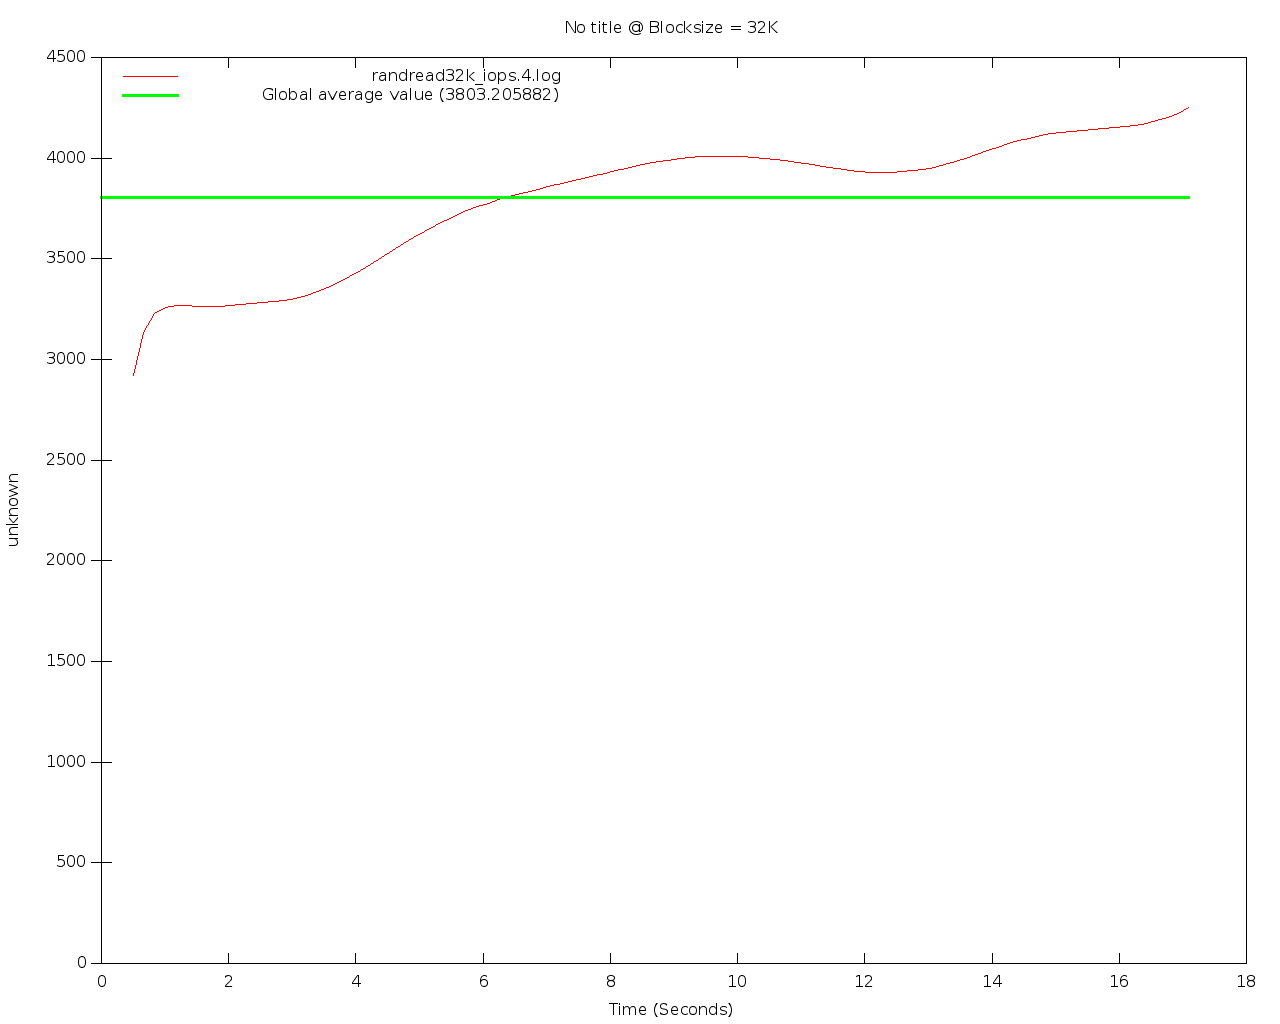 No title @ Blocksize = 32K
randread32k_iops.4.log
Global average value (3803.205882)
4500
4000
3500
3000
2500
2000
1500
1000
500
0
unknown
0 2 4 6 8 10 12 14 16 18
Time (Seconds)